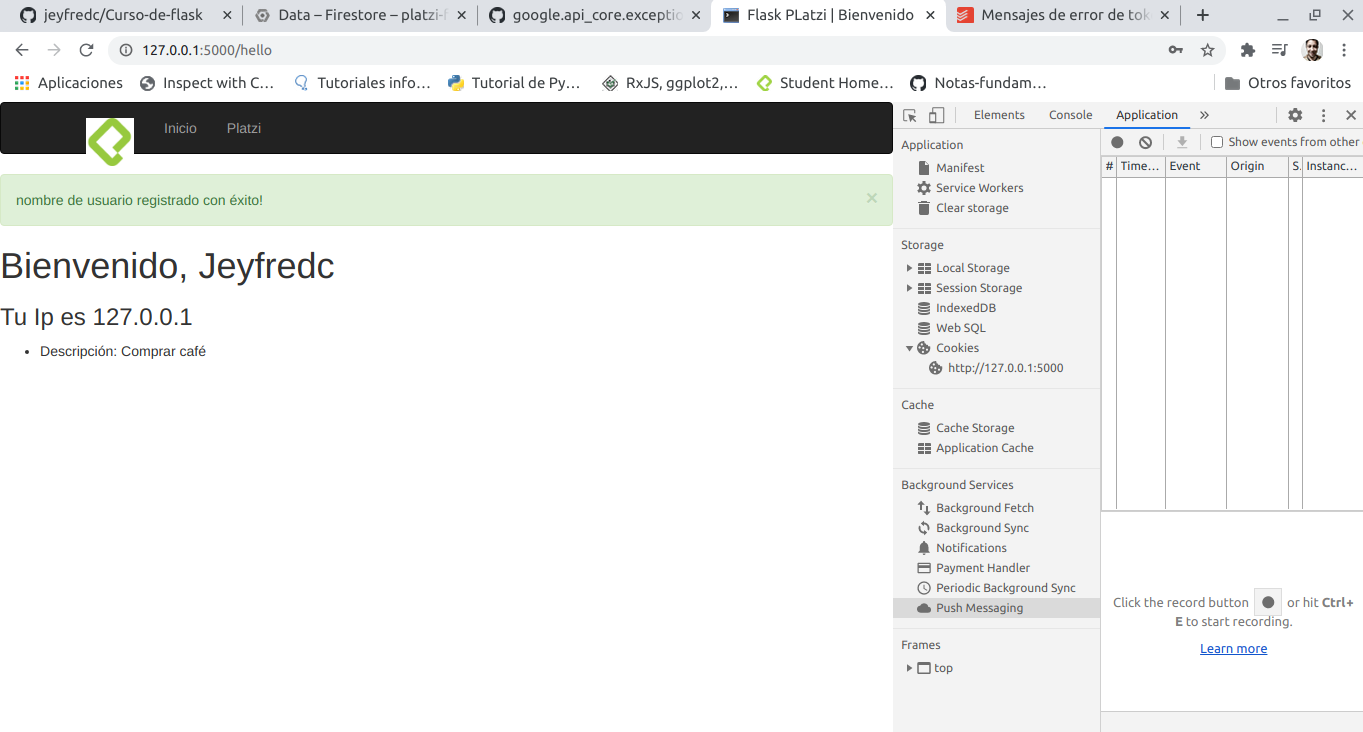 jeyfredc/Curso-de-flask
Data – Firestore – platzi-f
google.api_core.exceptio
Flask PLatzi | Bienvenido
Mensajes de error de tok
127.0.0.1:5000/hello
Aplicaciones
Inspect with C…
Tutoriales info…
Tutorial de Py…
RxJS, ggplot2,…
Student Home…
Notas-fundam…
Otros favoritos
Inicio
Platzi
nombre de usuario registrado con éxito!
×
Bienvenido, Jeyfredc
Tu Ip es 127.0.0.1
Descripción: Comprar café
Elements
Console
Application
»
Application
Manifest
Service Workers
Clear storage
Storage
Local Storage
Session Storage
IndexedDB
Web SQL
Cookies
http://127.0.0.1:5000
Cache
Cache Storage
Application Cache
Background Services
Background Fetch
Background Sync
Notifications
Payment Handler
Periodic Background Sync
Push Messaging
Frames
top
Show events from other
# Time… Event Origin S. Instanc…
Click the record button or hit Ctrl+
E to start recording.
Learn more